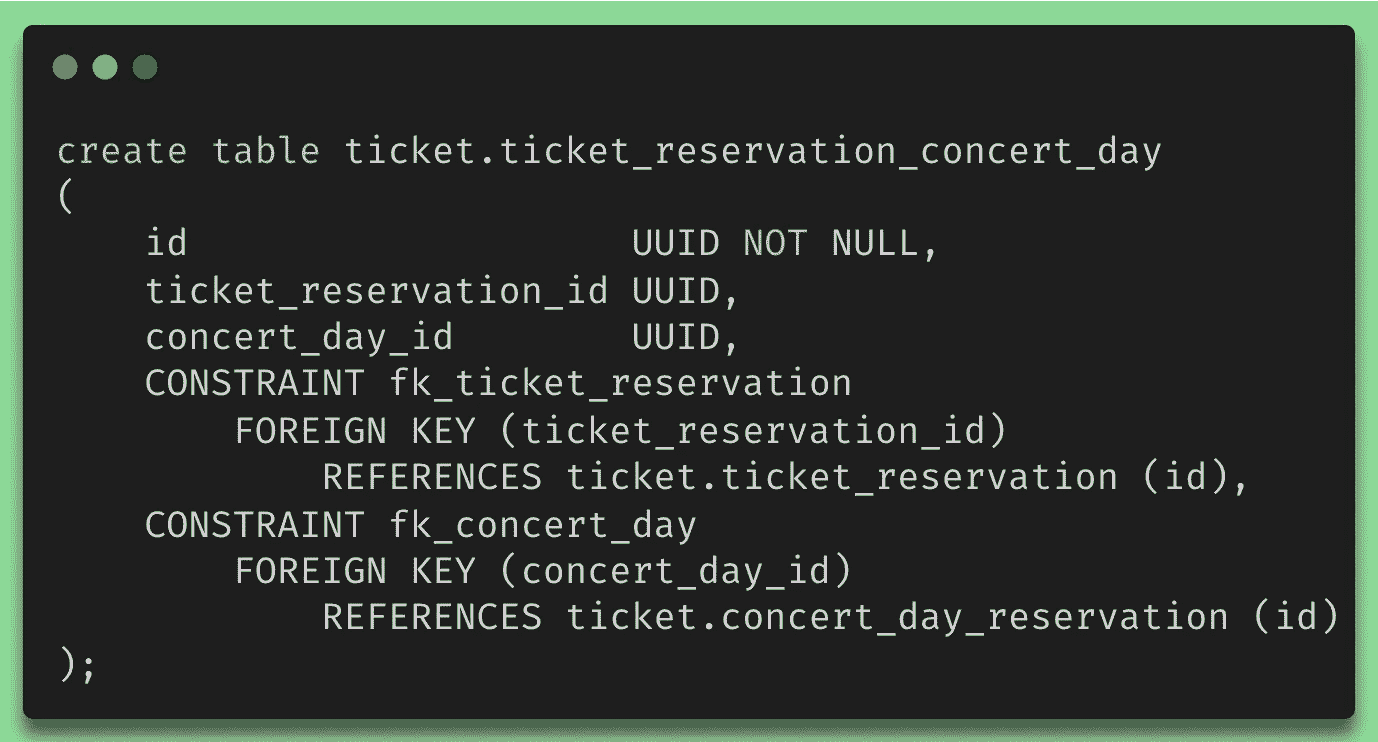 create table ticket.ticket_reservation_concert_day
(
    id                    UUID NOT NULL,
    ticket_reservation_id UUID,
    concert_day_id        UUID,
    CONSTRAINT fk_ticket_reservation
        FOREIGN KEY (ticket_reservation_id)
            REFERENCES ticket.ticket_reservation (id),
    CONSTRAINT fk_concert_day
        FOREIGN KEY (concert_day_id)
            REFERENCES ticket.concert_day_reservation (id)
);